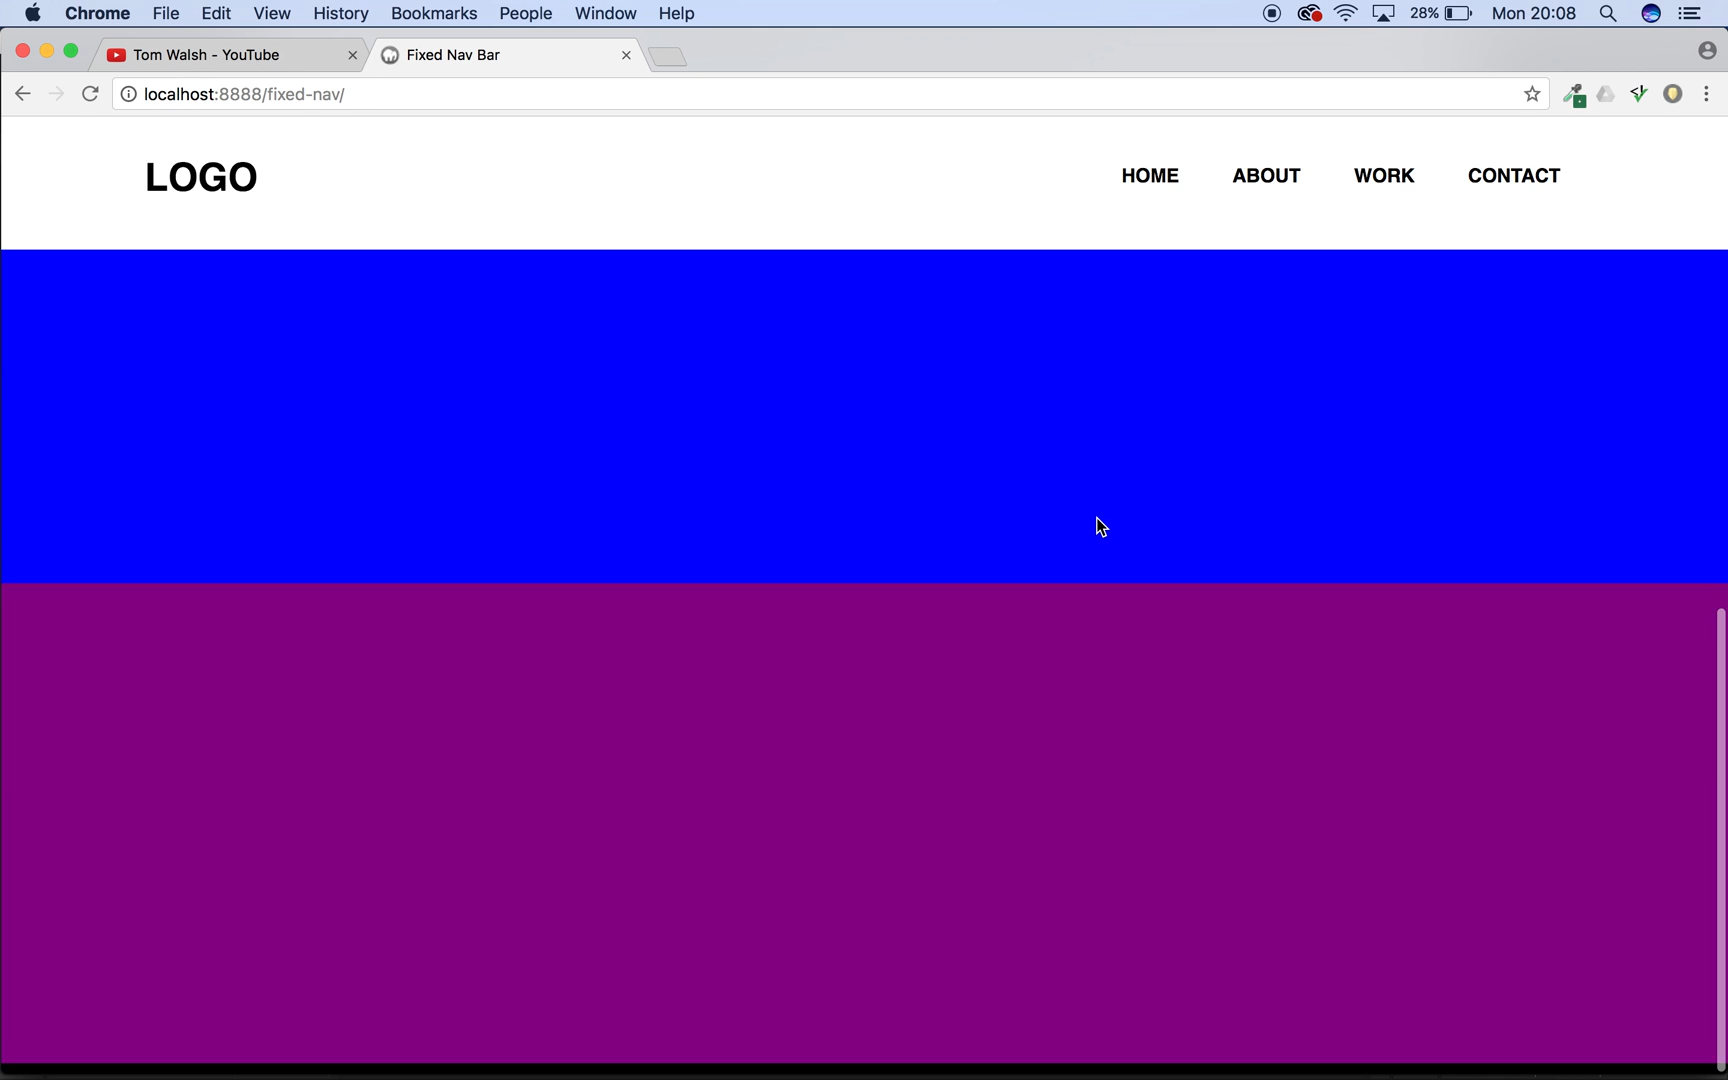 Chrome File Edit View History Bookmarks People Window Help 28% Mon 20:08
Tom Walsh - YouTube Fixed Nav Bar
localhost:8888/fixed-nav/
LOGO HOME ABOUT WORK CONTACT